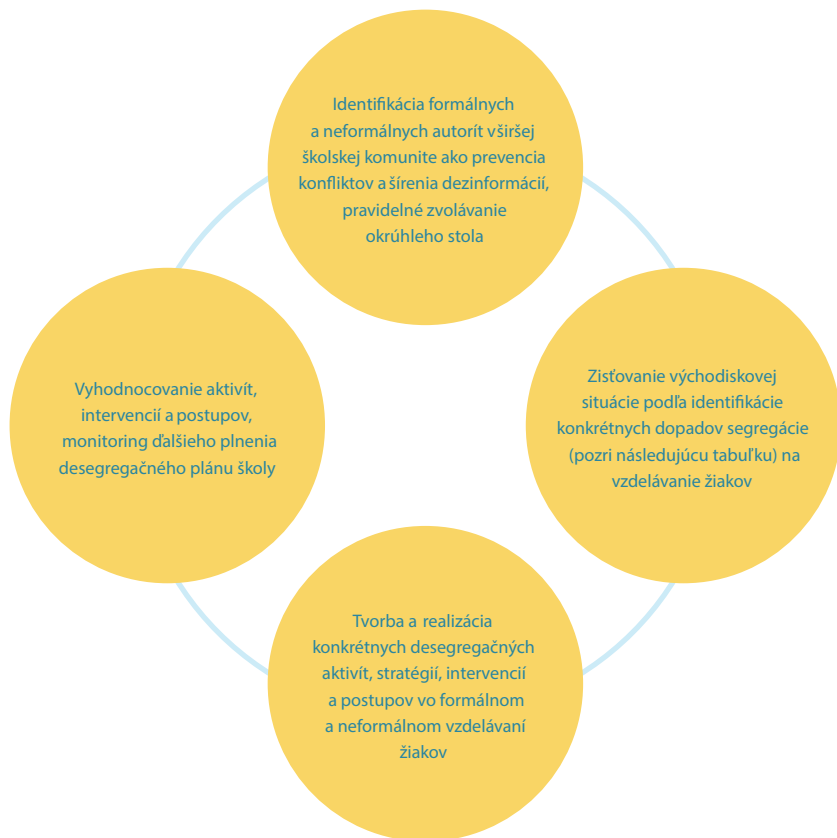 Identifikácia formálnych
a neformálnych autorít v širšej
školskej komunite ako prevencia
konfliktov a šírenia dezinformácií,
pravidelné zvolávanie
okrúhleho stola
Zisťovanie východiskovej
situácie podľa identifikácie
konkrétnych dopadov segregácie
(pozri následujúcu tabuľku) na
vzdelávanie žiakov
Tvorba a realizácia
konkrétnych desegregačných
aktivít, stratégií, intervencií
a postupov vo formálnom
a neformálnom vzdelávaní
žiakov
Vyhodnocovanie aktivít,
intervencií a postupov,
monitoring ďalšieho plnenia
desegregačného plánu školy